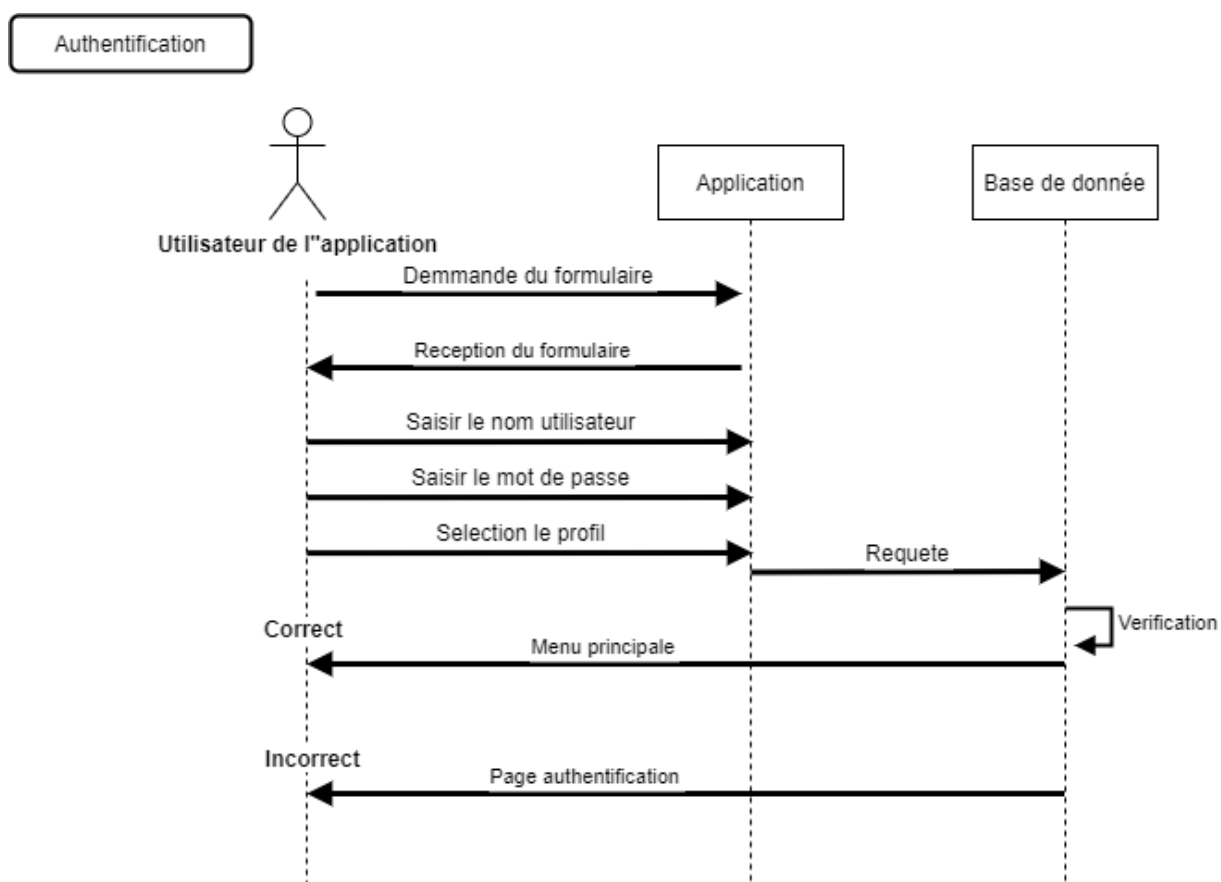 Authentification
Application
Base de donnée
Utilisateur de l"application
Demmande du formulaire
Reception du formulaire
Saisir le nom utilisateur
Saisir le mot de passe
Selection le profil
Requete
Verification
Correct
Menu principale
Incorrect
Page authentification